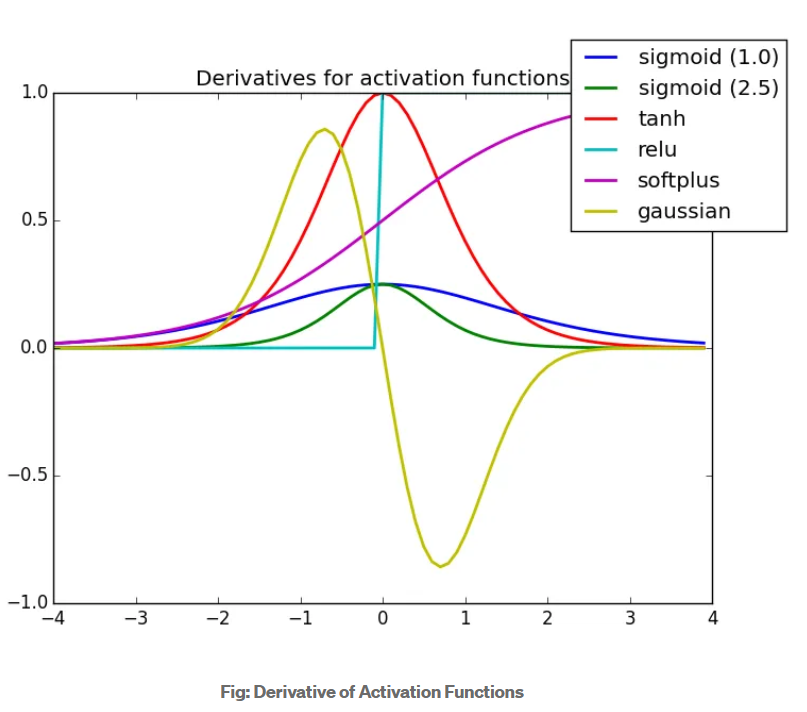 Derivatives for activation functions
sigmoid (1.0)
sigmoid (2.5)
tanh
relu
softplus
gaussian
1.0
0.5
0.0
−0.5
−1.0
−4 −3 −2 −1 0 1 2 3 4
Fig: Derivative of Activation Functions